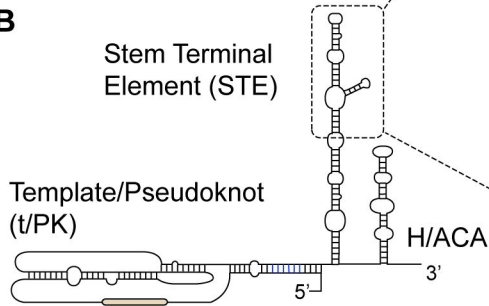 B
Stem Terminal
Element (STE)
Template/Pseudoknot
(t/PK)
H/ACA
3'
5'